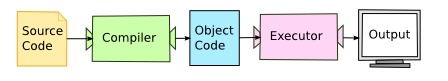 Source
Code
Compiler
Object
Code
Executor
Output